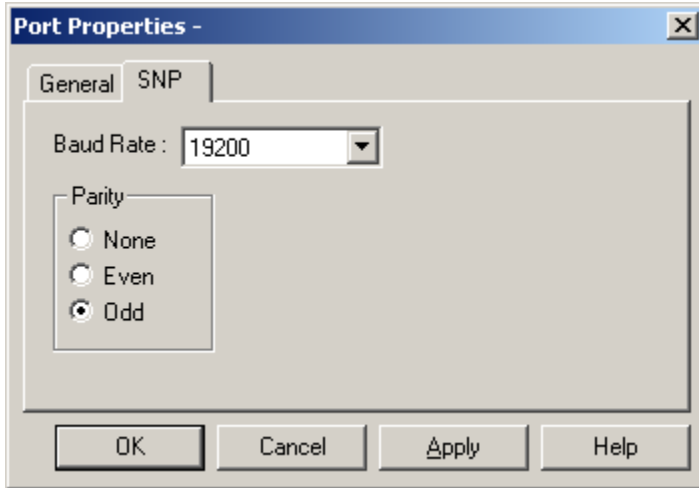 Port Properties -
General SNP
Baud Rate : 19200
Parity
None
Even
Odd
OK Cancel Apply Help